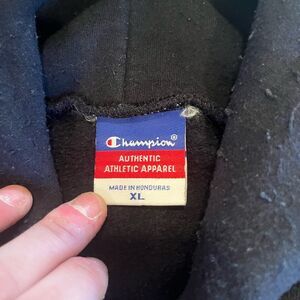 Champion®
AUTHENTIC
ATHLETIC APPAREL
MADE IN HONDURAS
XL